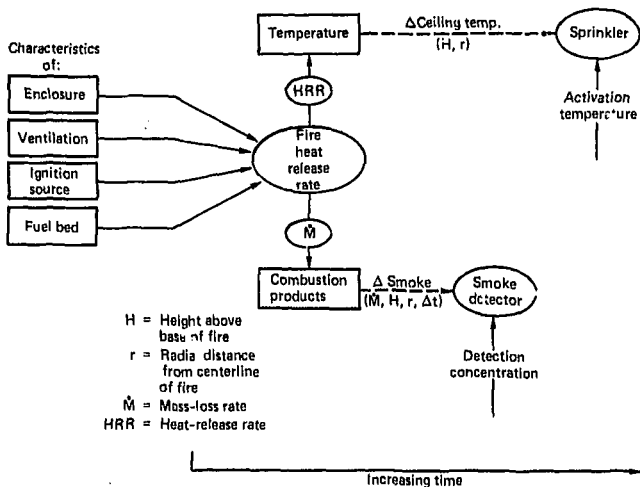 Characteristics
of:
Enclosure
Ventilation
Ignition
source
Fuel bed
Temperature
HRR
Fire
heat
release
rate
Ṁ
Combustion
products
ΔCeiling temp.
(H, r)
Sprinkler
Activation
temperature
Δ Smoke
(Ṁ, H, r, Δt)
Smoke
detector
Detection
concentration
H = Height above
base of fire
r = Radia distance
from centerline
of fire
Ṁ = Mass-loss rate
HRR = Heat-release rate
Increasing time